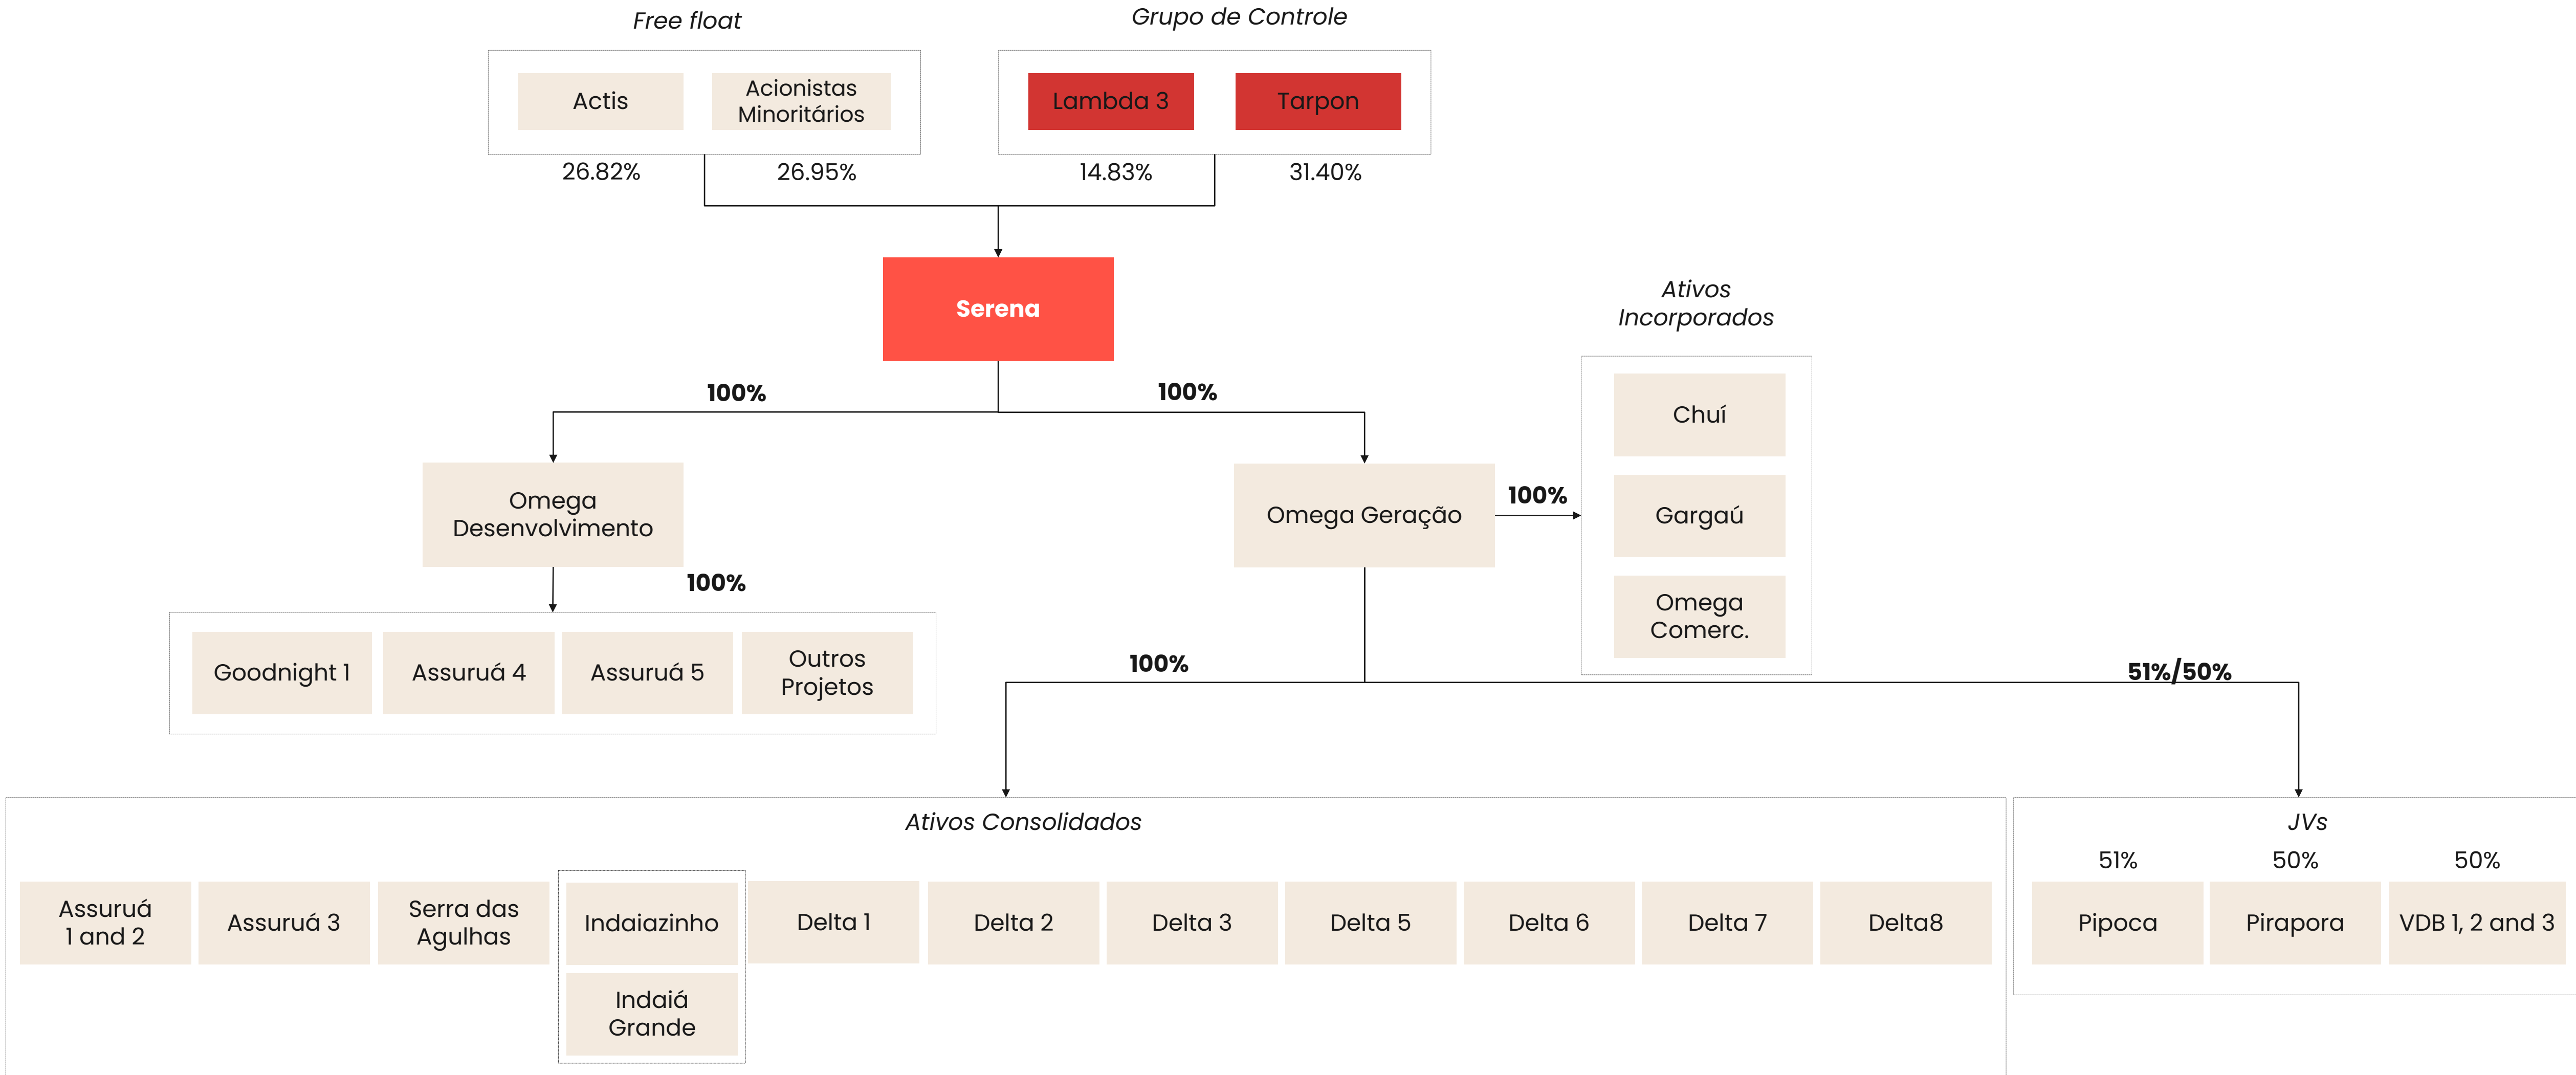 Free float
Grupo de Controle
Actis
Acionistas
Minoritários
Lambda 3
Tarpon
26.82%
26.95%
14.83%
31.40%
Serena
Ativos
Incorporados
100%
100%
Chuí
Omega
Desenvolvimento
Omega Geração
100%
Gargaú
100%
Omega
Comerc.
Goodnight 1
Assuruá 4
Assuruá 5
Outros
Projetos
100%
51%/50%
Ativos Consolidados
Assuruá
1 and 2
Assuruá 3
Serra das
Agulhas
Indaiazinho
Indaiá
Grande
Delta 1
Delta 2
Delta 3
Delta 5
Delta 6
Delta 7
Delta8
JVs
51%
50%
50%
Pipoca
Pirapora
VDB 1, 2 and 3